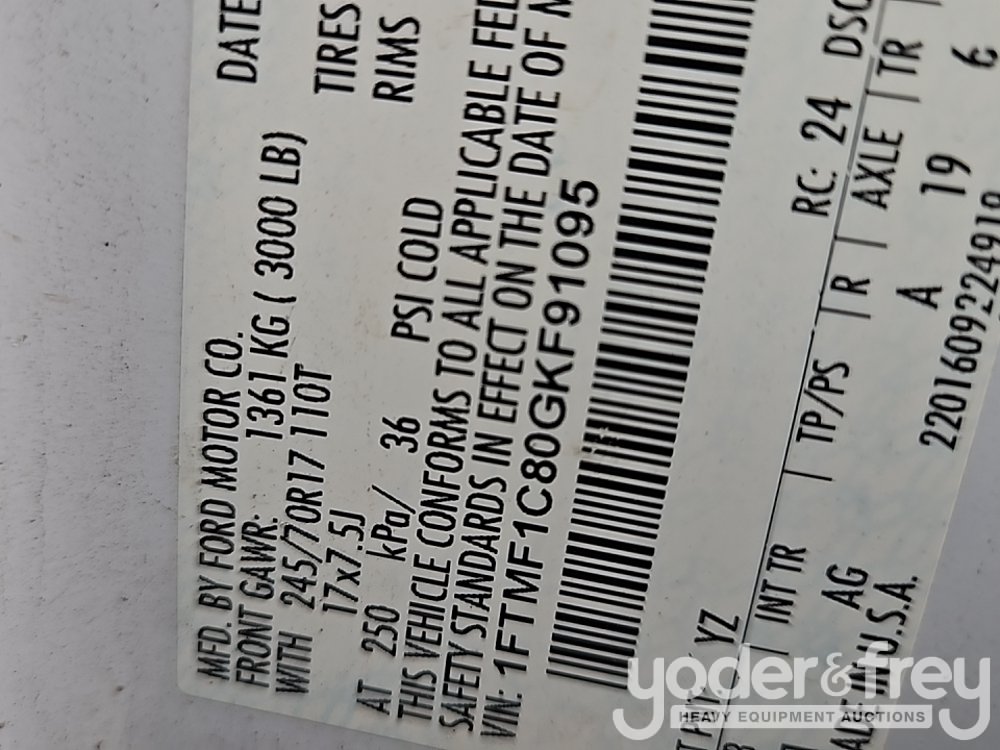 MFD. BY FORD MOTOR CO.
DATE
FRONT GAWR: 1361 KG ( 3000 LB)
WITH 245/70R17 110T
TIRES
17x7.5J
RIMS
AT 250 kPa/ 36 PSI COLD
THIS VEHICLE CONFORMS TO ALL APPLICABLE FE
SAFETY STANDARDS IN EFFECT ON THE DATE OF M
VIN: 1FTMF1C80GKF91095
YZ
RC: 24 DSO
INT TR | TP/PS | R | AXLE | TR |
AG A 19 6
IN U.S.A.
220160922491
yoder&frey
HEAVY EQUIPMENT AUCTIONS